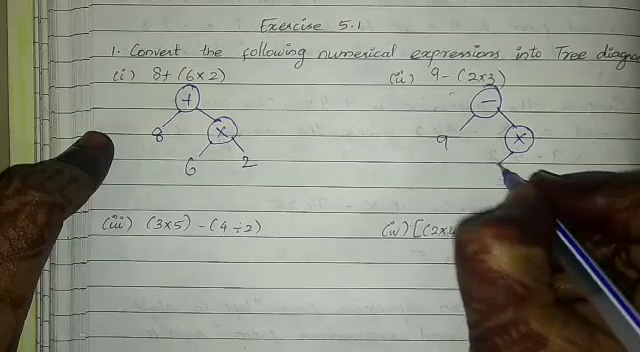 Exercise 5.1
1. Convert the following numerical expressions into Tree
(i) 8+(6×2) (ii) 9-(2×3)
+ -
8 × 9 ×
6 2
(iii) (3×5)-(4÷2) (iv) [(2×4